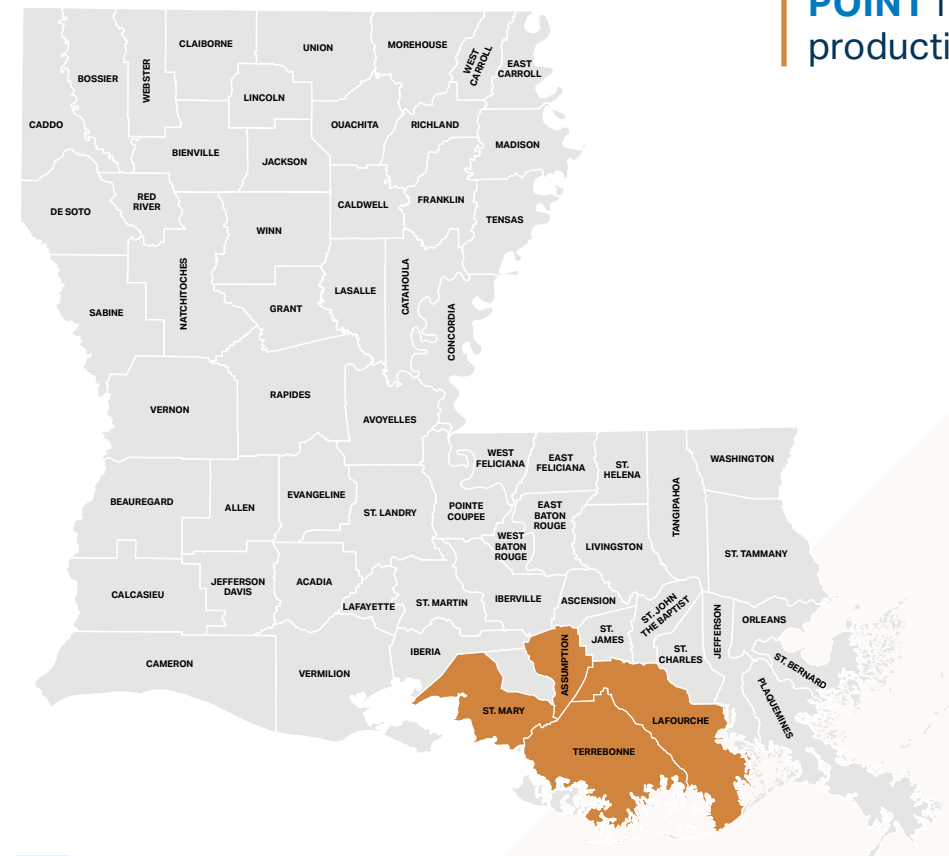 POINT
producti
CLAIBORNE
UNION
MOREHOUSE
WEST
CARROLL
EAST
CARROLL
BOSSIER
WEBSTER
LINCOLN
CADDO
OUACHITA
RICHLAND
MADISON
BIENVILLE
JACKSON
DE SOTO
RED
RIVER
CALDWELL
FRANKLIN
TENSAS
WINN
NATCHITOCHES
LASALLE
CATAHOULA
SABINE
GRANT
CONCORDIA
VERNON
RAPIDES
AVOYELLES
WEST
FELICIANA
EAST
FELICIANA
ST.
HELENA
TANGIPAHOA
WASHINGTON
BEAUREGARD
ALLEN
EVANGELINE
ST. LANDRY
POINTE
COUPEE
EAST
BATON
ROUGE
WEST
BATON
ROUGE
LIVINGSTON
ST. TAMMANY
CALCASIEU
JEFFERSON
DAVIS
ACADIA
LAFAYETTE
ST. MARTIN
IBERVILLE
ASCENSION
ST. JOHN
THE BAPTIST
JEFFERSON
ORLEANS
ST.
JAMES
ST.
CHARLES
ST. BERNARD
CAMERON
VERMILION
IBERIA
ASSUMPTION
PLAQUEMINES
ST. MARY
LAFOURCHE
TERREBONNE